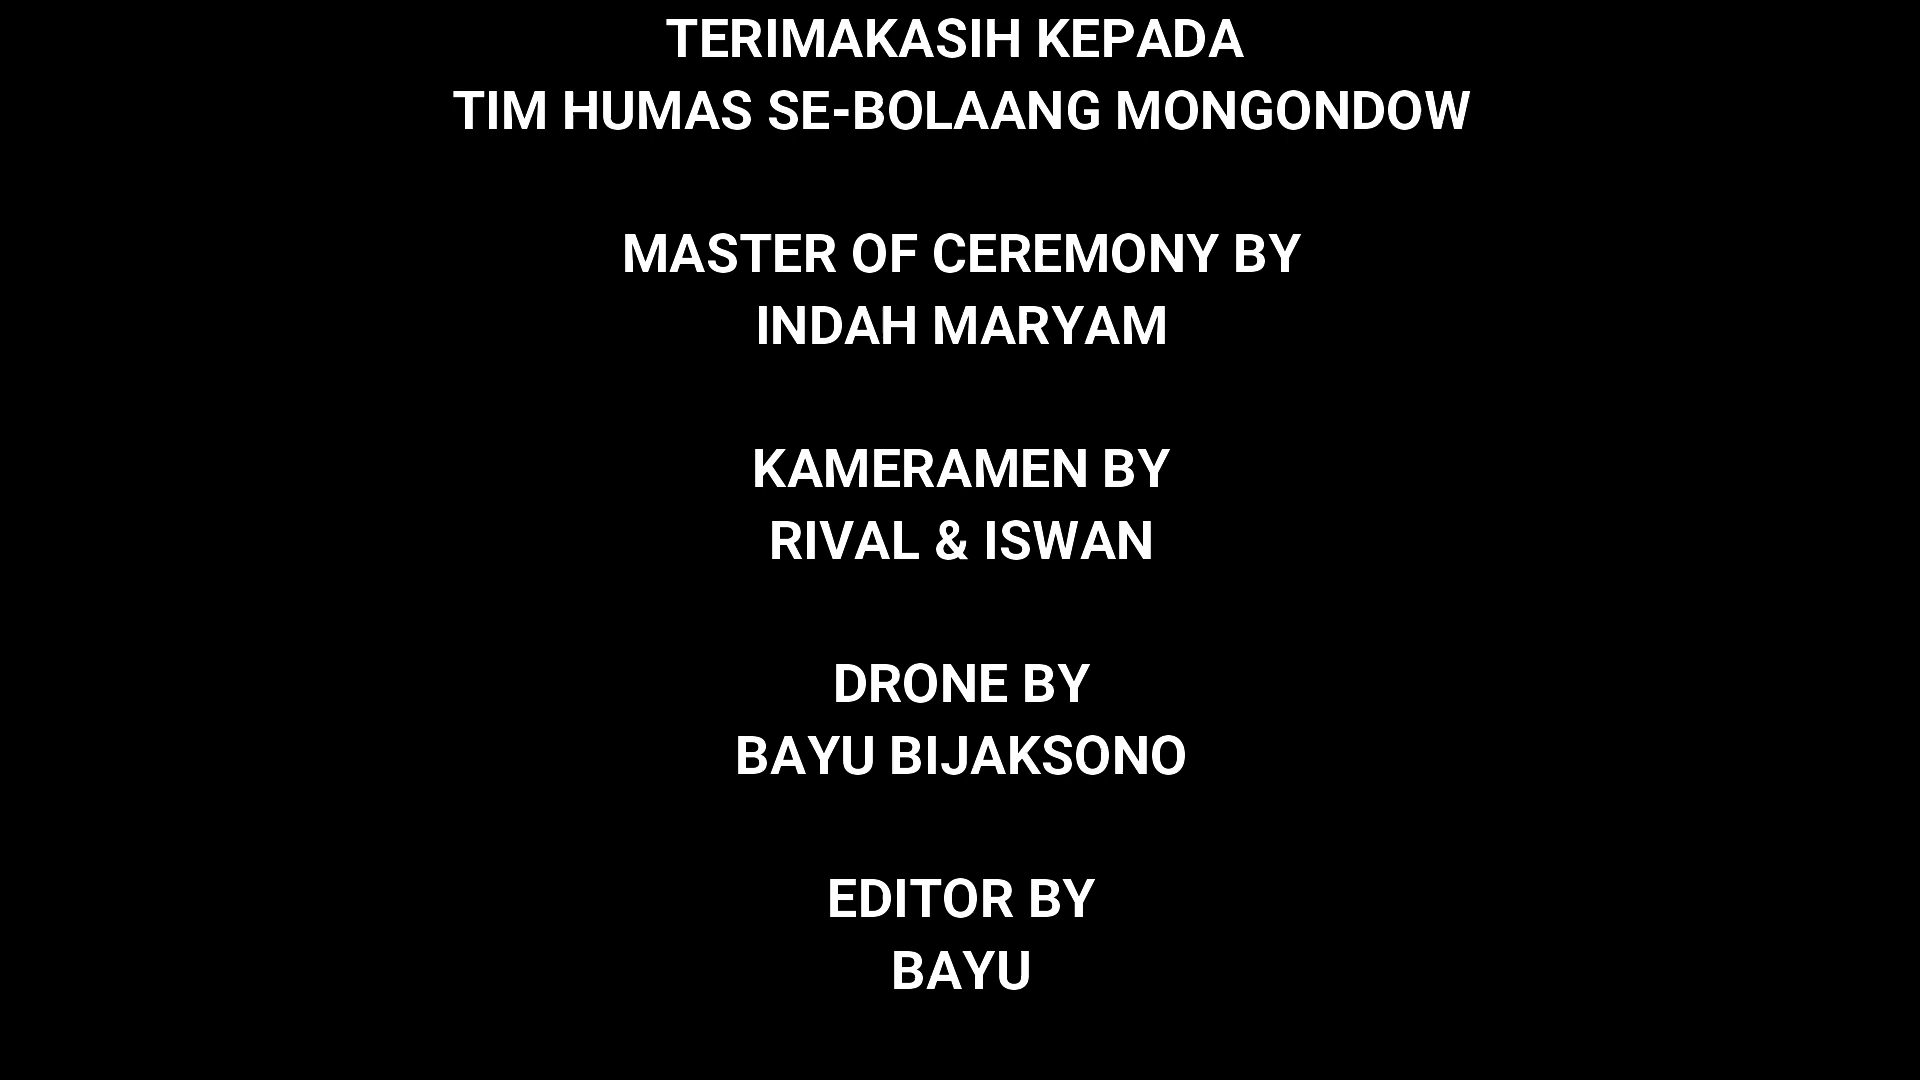 TERIMAKASIH KEPADA
TIM HUMAS SE-BOLAANG MONGONDOW
MASTER OF CEREMONY BY
INDAH MARYAM
KAMERAMEN BY
RIVAL & ISWAN
DRONE BY
BAYU BIJAKSONO
EDITOR BY
BAYU